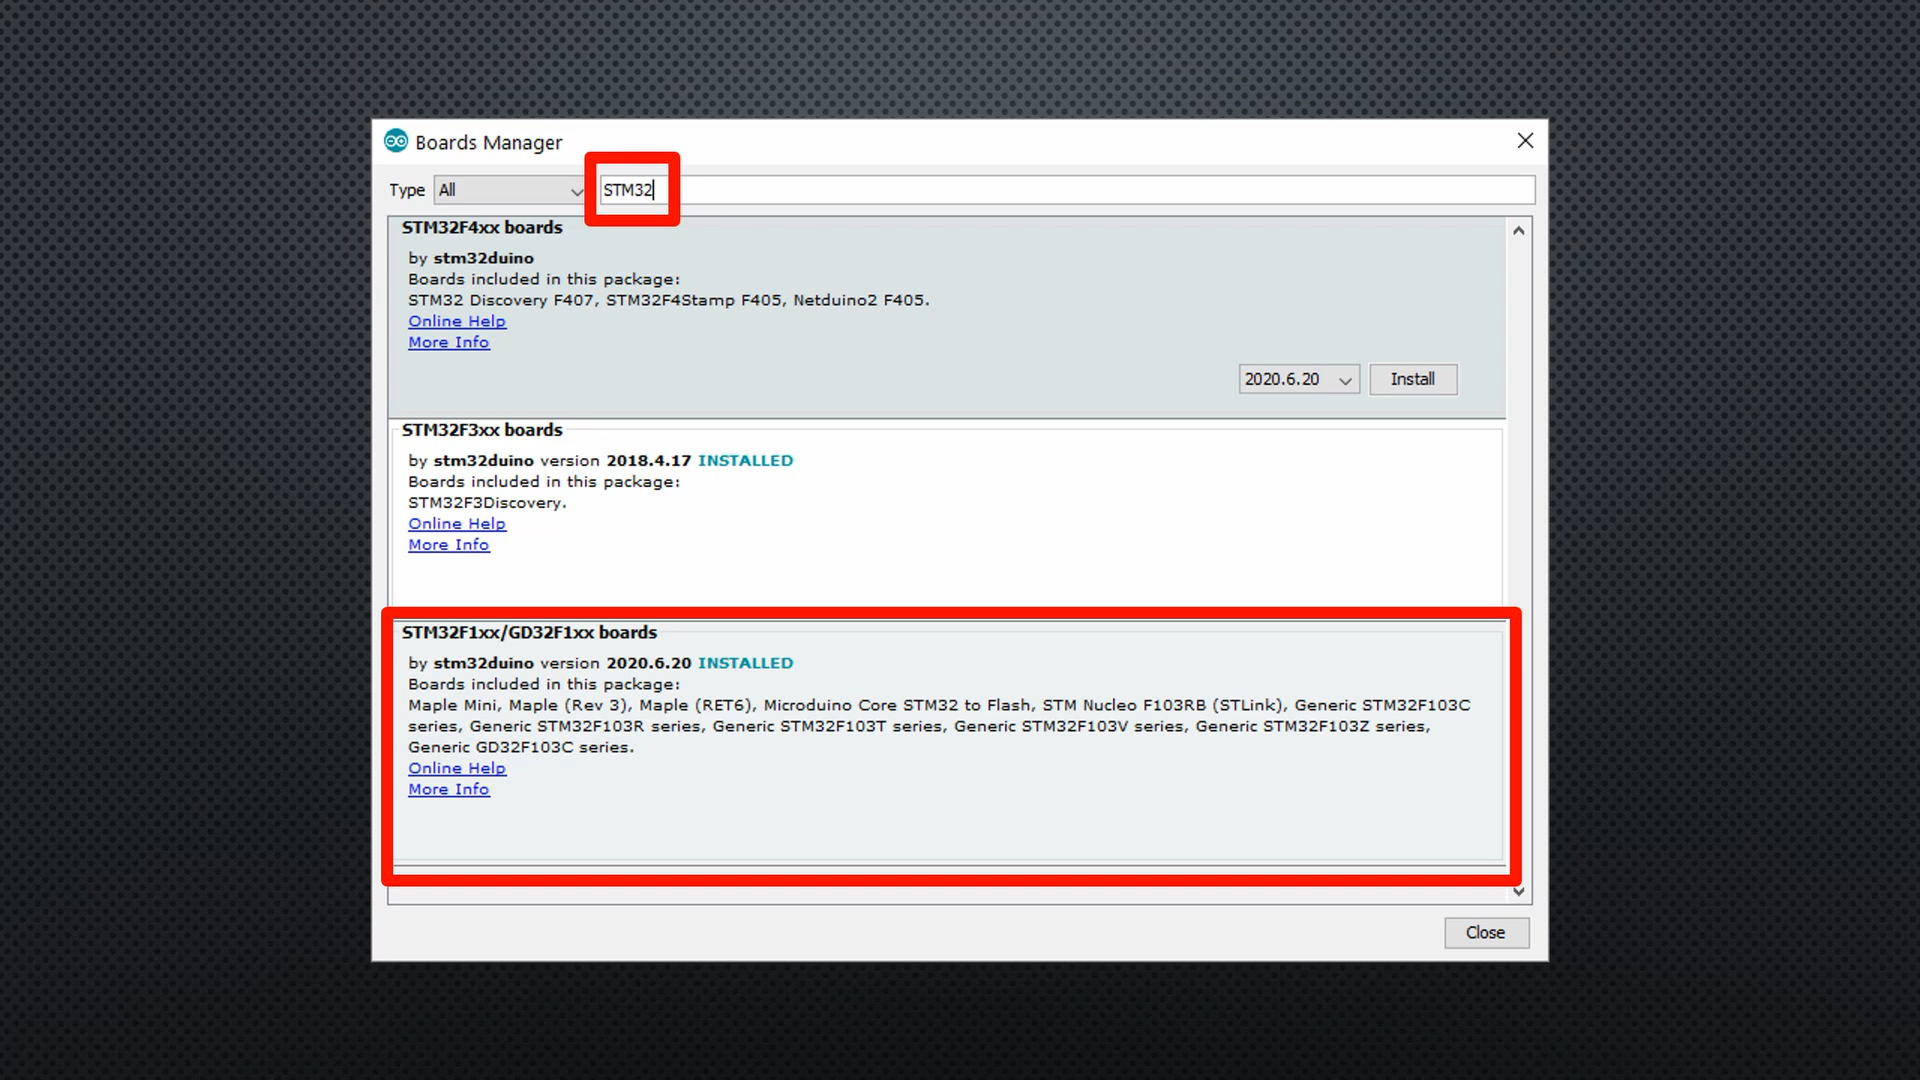 Boards Manager
Type All STM32
STM32F4xx boards
by stm32duino
Boards included in this package:
STM32 Discovery F407, STM32F4Stamp F405, Netduino2 F405.
Online Help
More Info
2020.6.20 Install
STM32F3xx boards
by stm32duino version 2018.4.17 INSTALLED
Boards included in this package:
STM32F3Discovery.
Online Help
More Info
STM32F1xx/GD32F1xx boards
by stm32duino version 2020.6.20 INSTALLED
Boards included in this package:
Maple Mini, Maple (Rev 3), Maple (RET6), Microduino Core STM32 to Flash, STM Nucleo F103RB (STLink), Generic STM32F103C
series, Generic STM32F103R series, Generic STM32F103T series, Generic STM32F103V series, Generic STM32F103Z series,
Generic GD32F103C series.
Online Help
More Info
Close